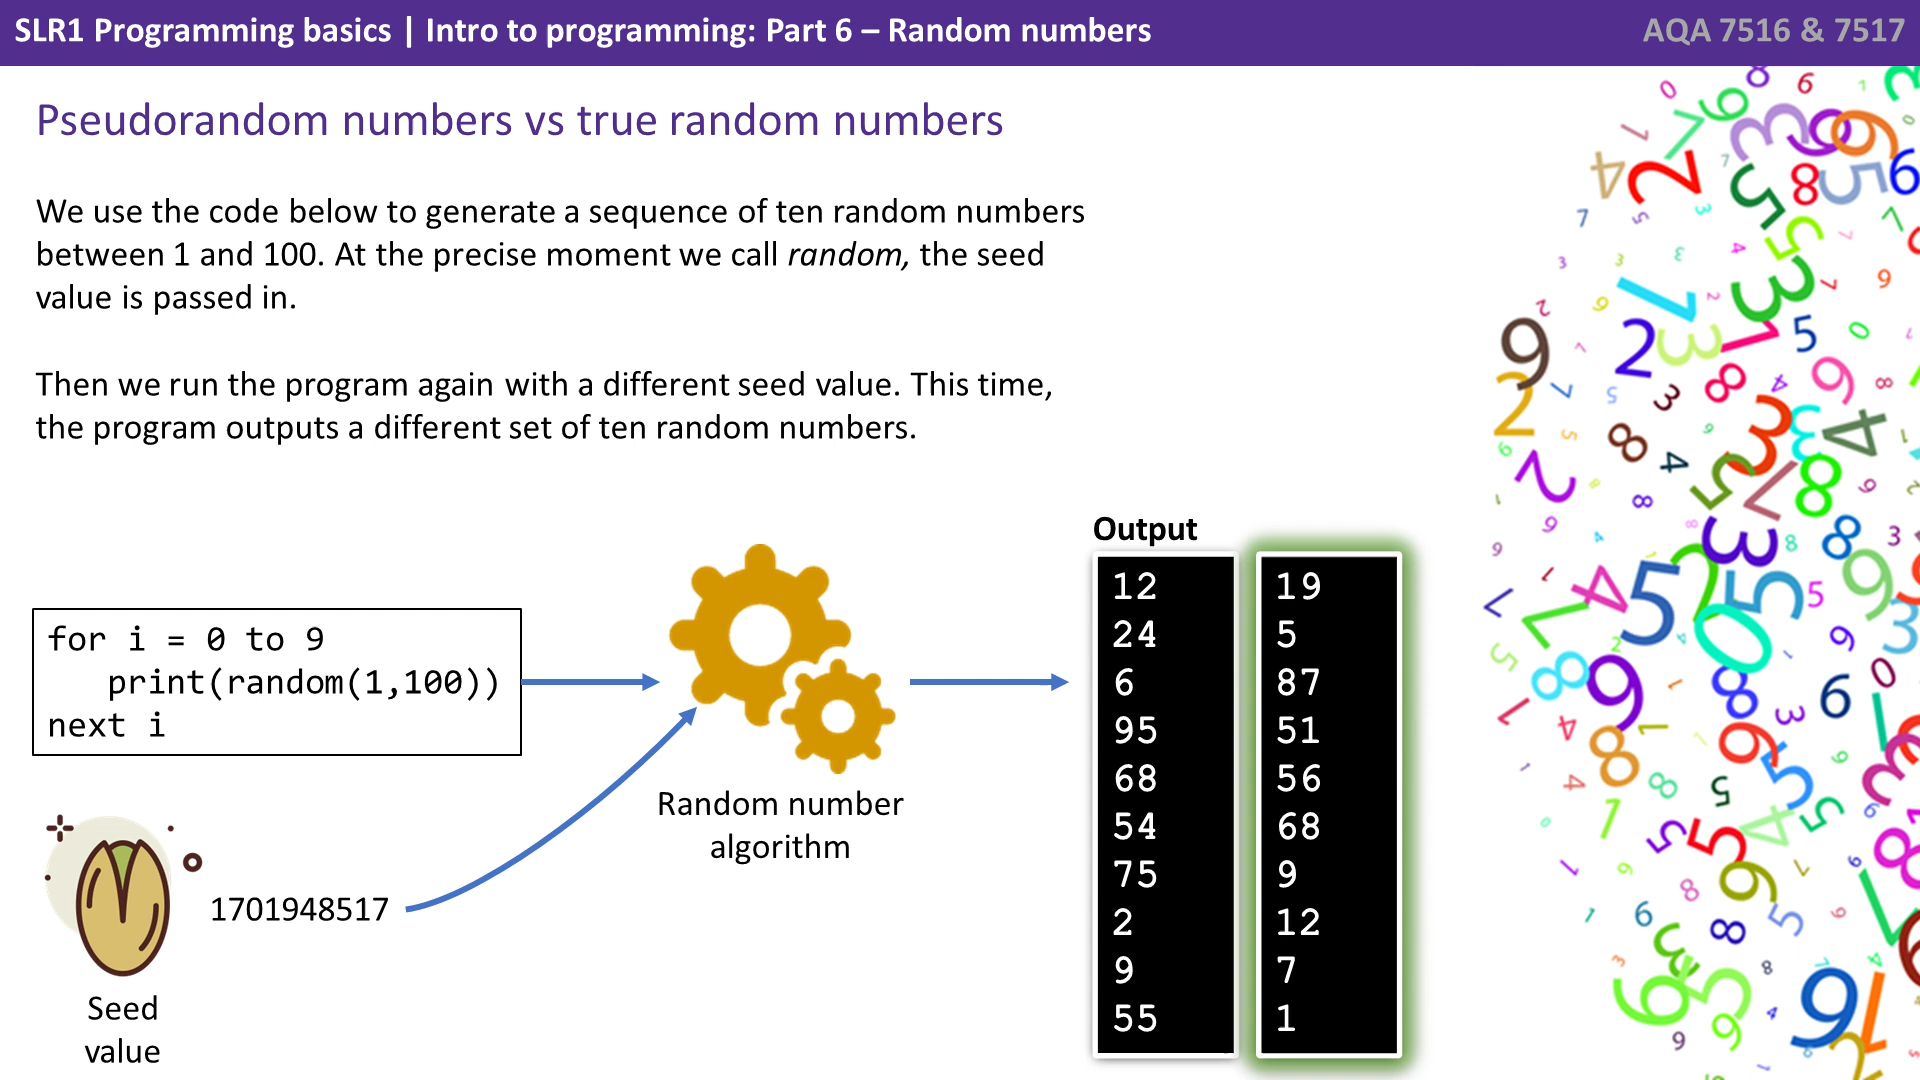 SLR1 Programming basics | Intro to programming: Part 6 – Random numbers
AQA 7516 & 7517
Pseudorandom numbers vs true random numbers
We use the code below to generate a sequence of ten random numbers
between 1 and 100. At the precise moment we call random, the seed
value is passed in.
Then we run the program again with a different seed value. This time,
the program outputs a different set of ten random numbers.
for i = 0 to 9
print(random(1,100))
next i
1701948517
Seed
value
Random number
algorithm
Output
12
24
6
95
68
54
75
2
9
55
19
5
87
51
56
68
9
12
7
1